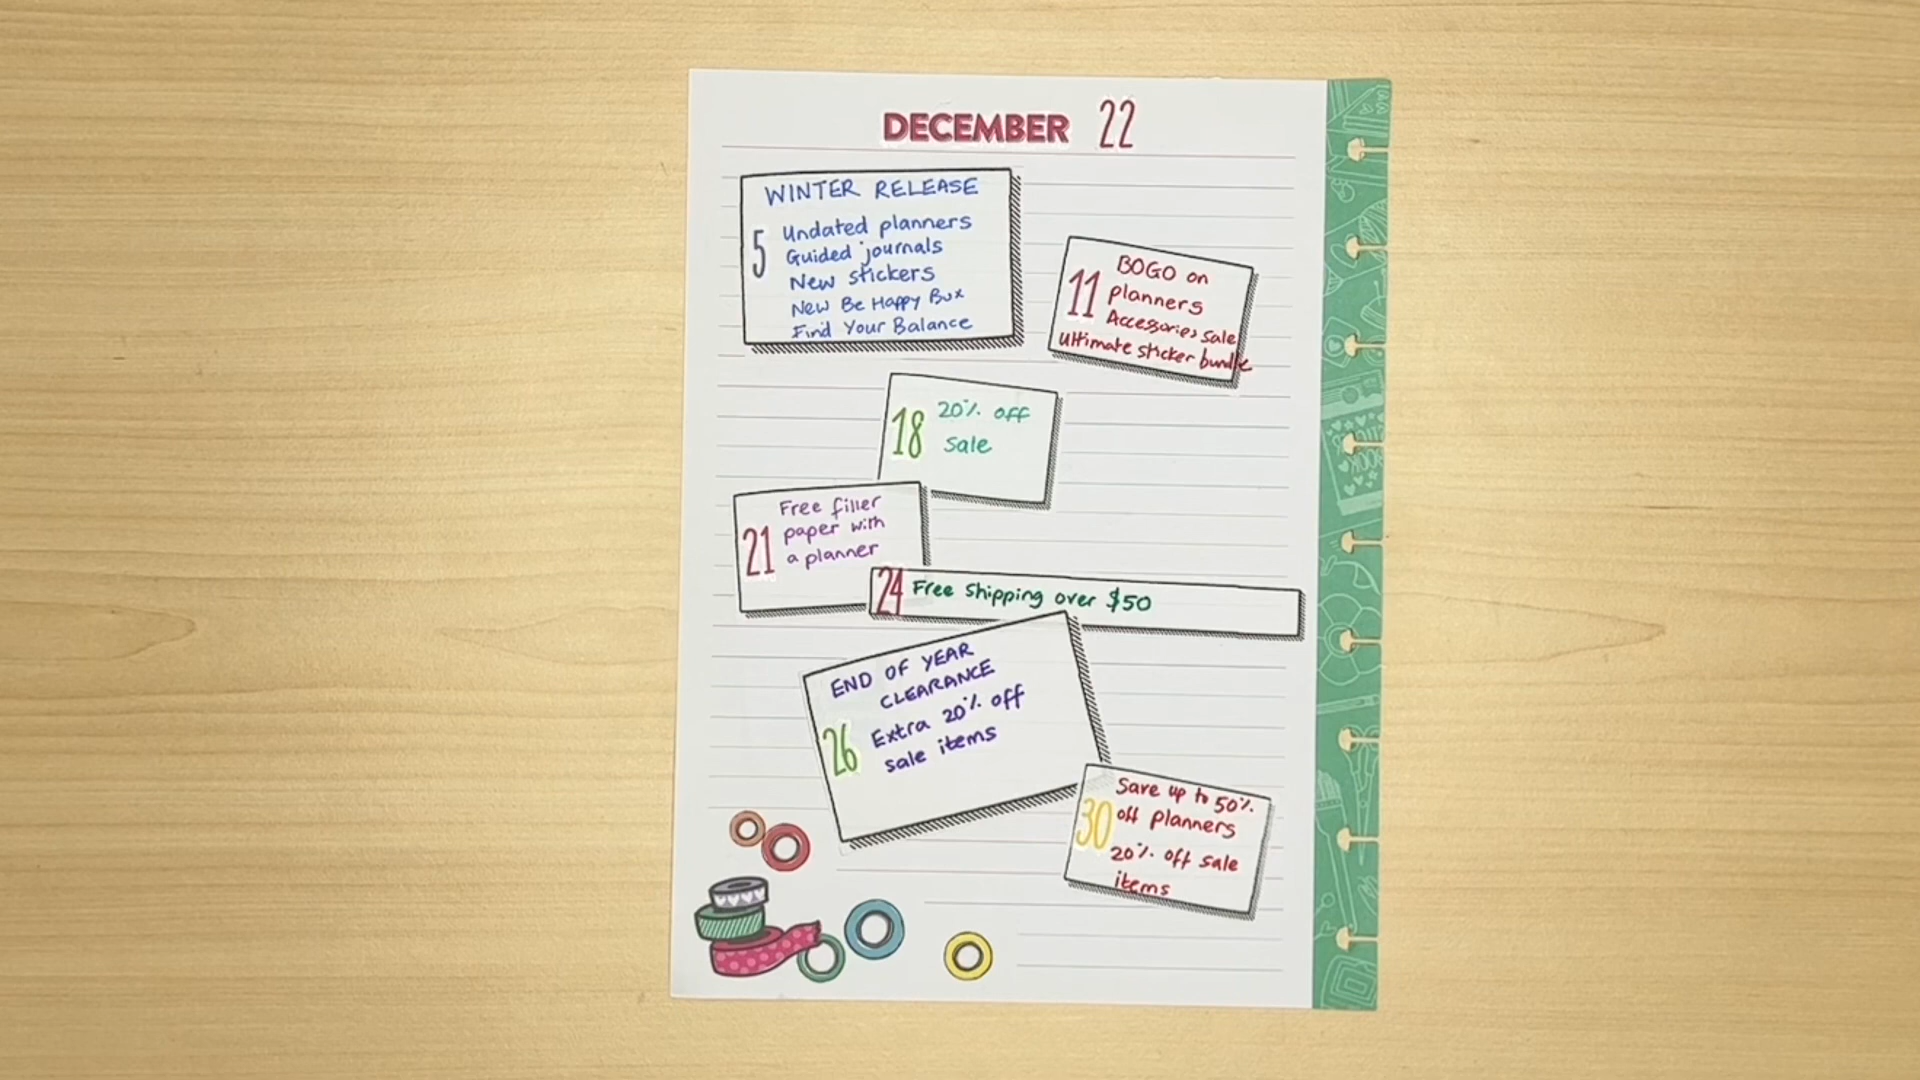 DECEMBER 22
WINTER RELEASE
5
Undated planners
Guided journals
New stickers
New Be Happy Box
Find Your Balance
11
BOGO on
planners
Accessories sale
ultimate sticker bundle
18
20% off
sale
21
Free filler
paper with
a planner
24 Free Shipping over $50
END OF YEAR
CLEARANCE
26
Extra 20% off
sale items
30
Save up to 50%
off planners
20% off sale
items